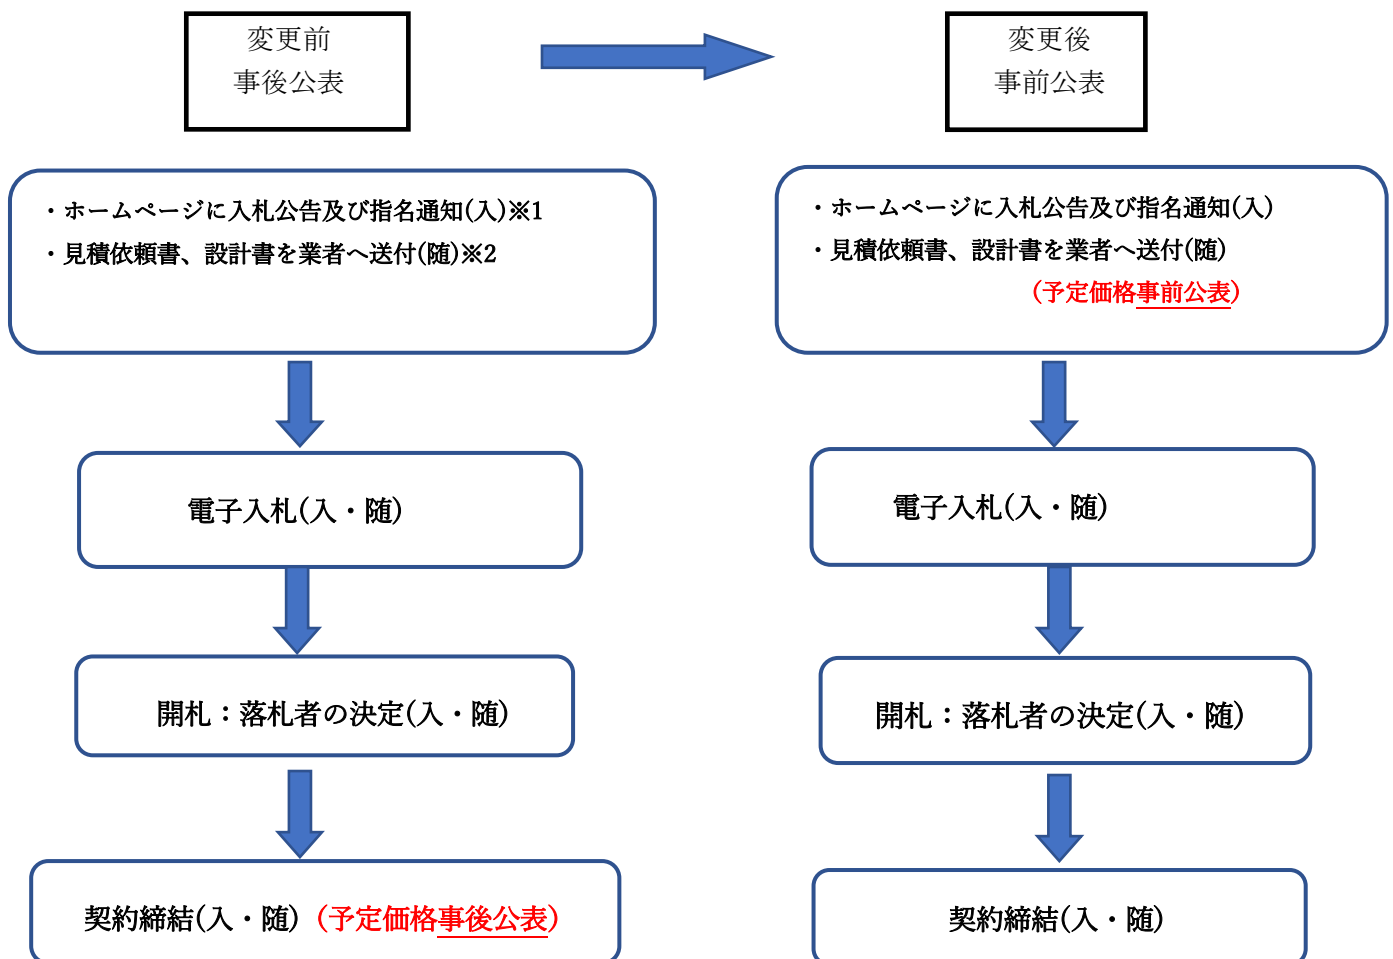 変更前
事後公表
変更後
事前公表
・ホームページに入札公告及び指名通知(入)※1
・見積依頼書、設計書を業者へ送付(随)※2
・ホームページに入札公告及び指名通知(入)
・見積依頼書、設計書を業者へ送付(随)
(予定価格事前公表)
電子入札(入・随)
電子入札(入・随)
開札：落札者の決定(入・随)
開札：落札者の決定(入・随)
契約締結(入・随) (予定価格事後公表)
契約締結(入・随)